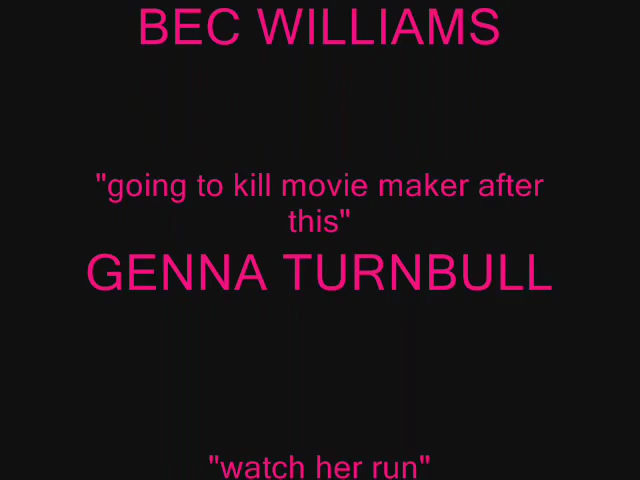 BEC WILLIAMS
"going to kill movie maker after
this"
GENNA TURNBULL
"watch her run"